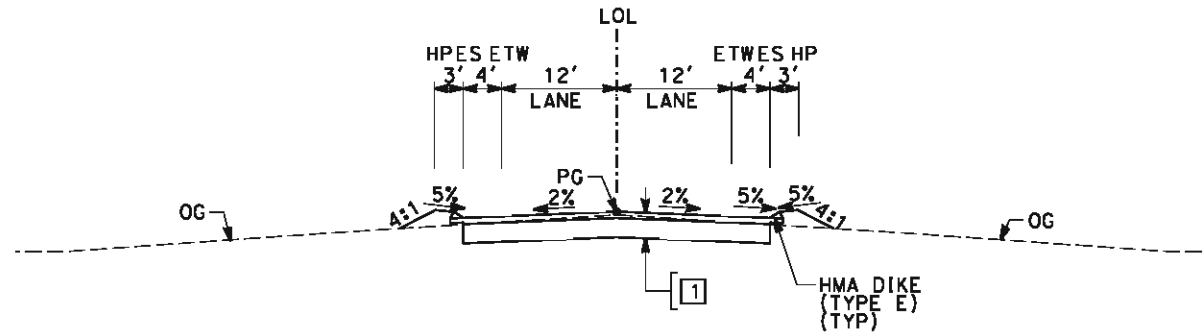 LOL
HP ES ETW
ETW ES HP
3' 4' 12' 12' 4' 3'
LANE LANE
PG
5% 2% 2% 5% 5%
OG 4:1 4:1 OG
1
HMA DIKE
(TYPE E)
(TYP)